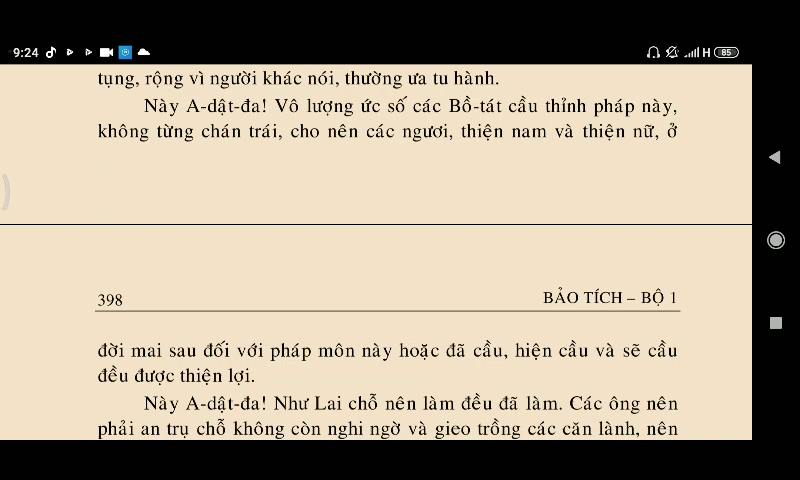 9:24
H 85
tụng, rộng vì người khác nói, thường ưa tu hành.
Này A-dật-đa! Vô lượng ức số các Bồ-tát cầu thỉnh pháp này,
không từng chán trái, cho nên các ngươi, thiện nam và thiện nữ, ở
398 BẢO TÍCH – BỘ 1
đời mai sau đối với pháp môn này hoặc đã cầu, hiện cầu và sẽ cầu
đều được thiện lợi.
Này A-dật-đa! Như Lai chỗ nên làm đều đã làm. Các ông nên
phải an trụ chỗ không còn nghi ngờ và gieo trồng các căn lành, nên